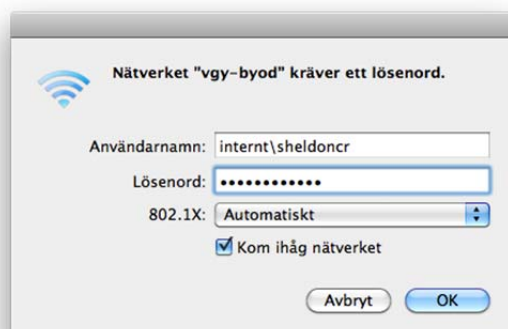 Nätverket "vgy-byod" kräver ett lösenord.
Användarnamn: internt\sheldoncr
Lösenord: ••••••••••••
802.1X: Automatiskt
Kom ihåg nätverket
Avbryt OK